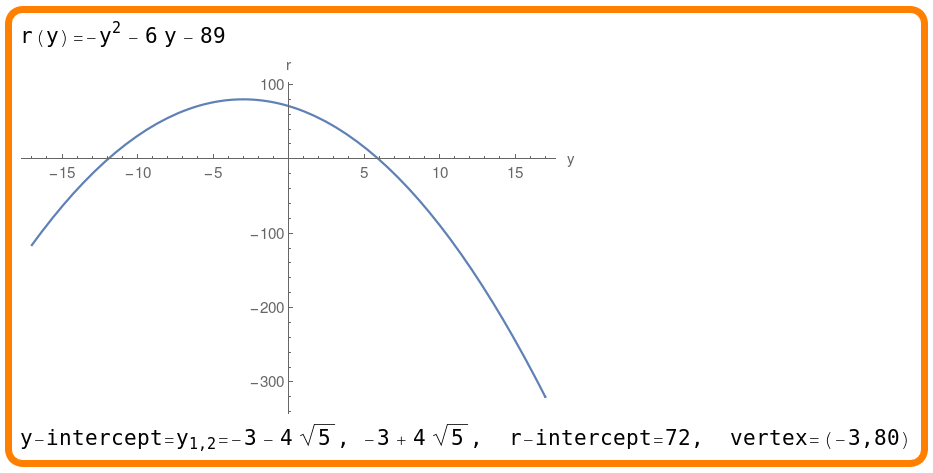 r(y)=-y² - 6 y - 89
r
100
-15 -10 -5 5 10 15 y
-100
-200
-300
y-intercept=y₁,₂=-3 - 4 √5, -3 + 4 √5, r-intercept=72, vertex=(-3,80)